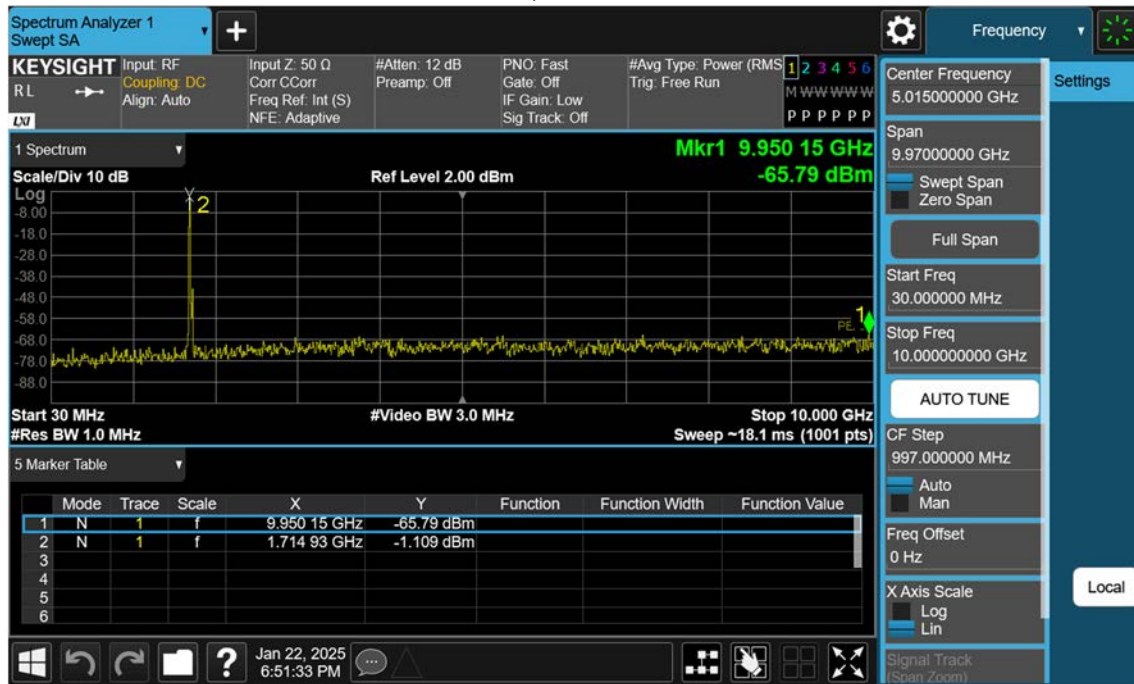 Spectrum Analyzer 1
Swept SA
Frequency
KEYSIGHT
R L
LXI
Input: RF
Coupling: DC
Align: Auto
Input Z: 50 Ω
Corr CCorr
Freq Ref: Int (S)
NFE: Adaptive
#Atten: 12 dB
Preamp: Off
PNO: Fast
Gate: Off
IF Gain: Low
Sig Track: Off
#Avg Type: Power (RMS
Trig: Free Run
1 2 3 4 5 6
M W W W W W
P P P P P P
1 Spectrum
Mkr1 9.950 15 GHz
-65.79 dBm
Scale/Div 10 dB
Ref Level 2.00 dBm
Log
-8.00
-18.0
-28.0
-38.0
-48.0
-58.0
-68.0
-78.0
-88.0
2
1
Start 30 MHz
#Video BW 3.0 MHz
Stop 10.000 GHz
#Res BW 1.0 MHz
Sweep ~18.1 ms (1001 pts)
5 Marker Table
Mode Trace Scale X Y Function Function Width Function Value
1 N 1 f 9.950 15 GHz -65.79 dBm
2 N 1 f 1.714 93 GHz -1.109 dBm
3
4
5
6
Center Frequency
5.015000000 GHz
Span
9.97000000 GHz
Swept Span
Zero Span
Full Span
Start Freq
30.000000 MHz
Stop Freq
10.000000000 GHz
AUTO TUNE
CF Step
997.000000 MHz
Auto
Man
Freq Offset
0 Hz
X Axis Scale
Log
Lin
Signal Track
(Span Zoom)
Settings
Local
?
Jan 22, 2025
6:51:33 PM